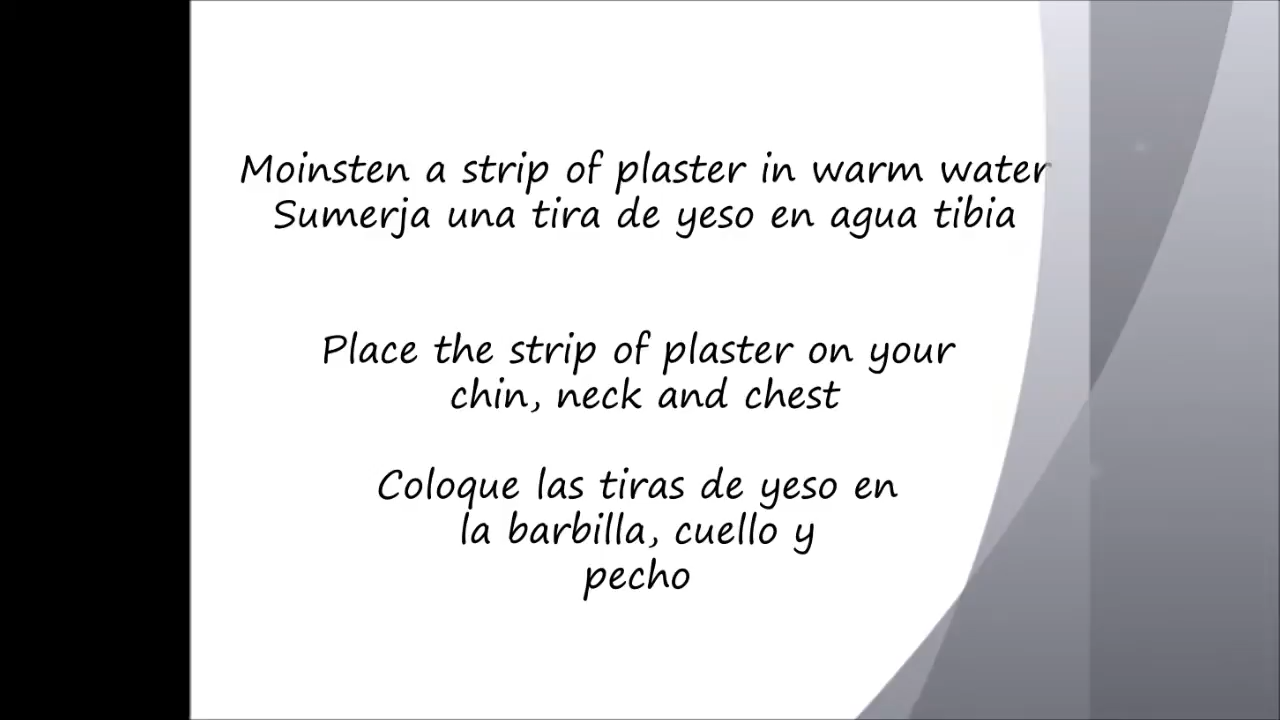 Moinsten a strip of plaster in warm water
Sumerja una tira de yeso en agua tibia
Place the strip of plaster on your
chin, neck and chest
Coloque las tiras de yeso en
la barbilla, cuello y
pecho